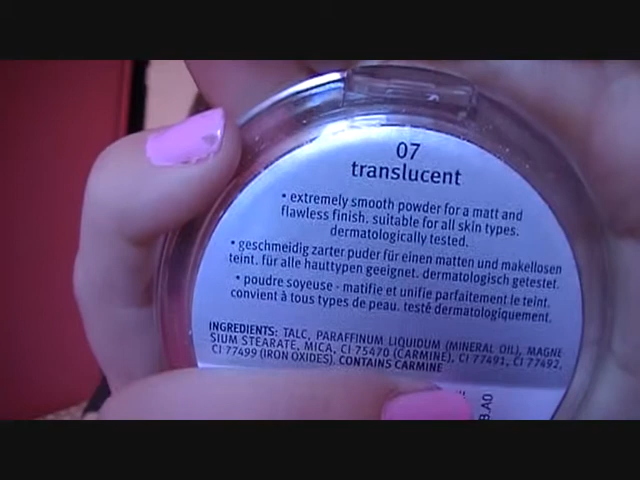 07
translucent
• extremely smooth powder for a matt and
flawless finish. suitable for all skin types.
dermatologically tested.
• geschmeidig zarter puder für einen matten und makellosen
teint. für alle hauttypen geeignet. dermatologisch getestet.
• poudre soyeuse - matifie et unifie parfaitement le teint.
convient à tous types de peau. testé dermatologiquement.
INGREDIENTS: TALC, PARAFFINUM LIQUIDUM (MINERAL OIL), MAGNE
SIUM STEARATE, MICA, CI 75470 (CARMINE), CI 77491, CI 77492,
CI 77499 (IRON OXIDES). CONTAINS CARMINE